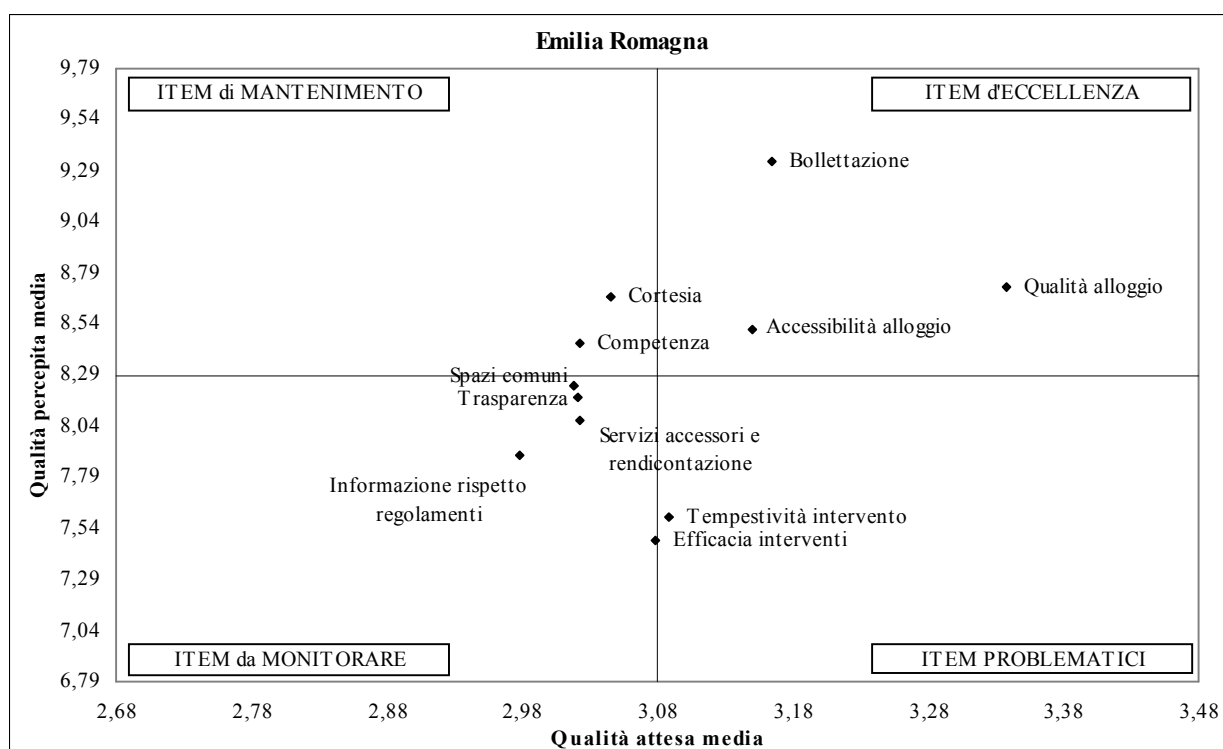 Emilia Romagna
9,79
ITEM di MANTENIMENTO
ITEM d'ECCELLENZA
9,54
Bollettazione
9,29
9,04
8,79
Qualità alloggio
Cortesia
8,54
Accessibilità alloggio
Competenza
8,29
Spazi comuni
Trasparenza
8,04
Servizi accessori e
rendicontazione
7,79
Informazione rispetto
regolamenti
7,54
Tempestività intervento
Efficacia interventi
7,29
7,04
ITEM da MONITORARE
ITEM PROBLEMATICI
6,79
Qualità percepita media
2,68
2,78
2,88
2,98
3,08
3,18
3,28
3,38
3,48
Qualità attesa media